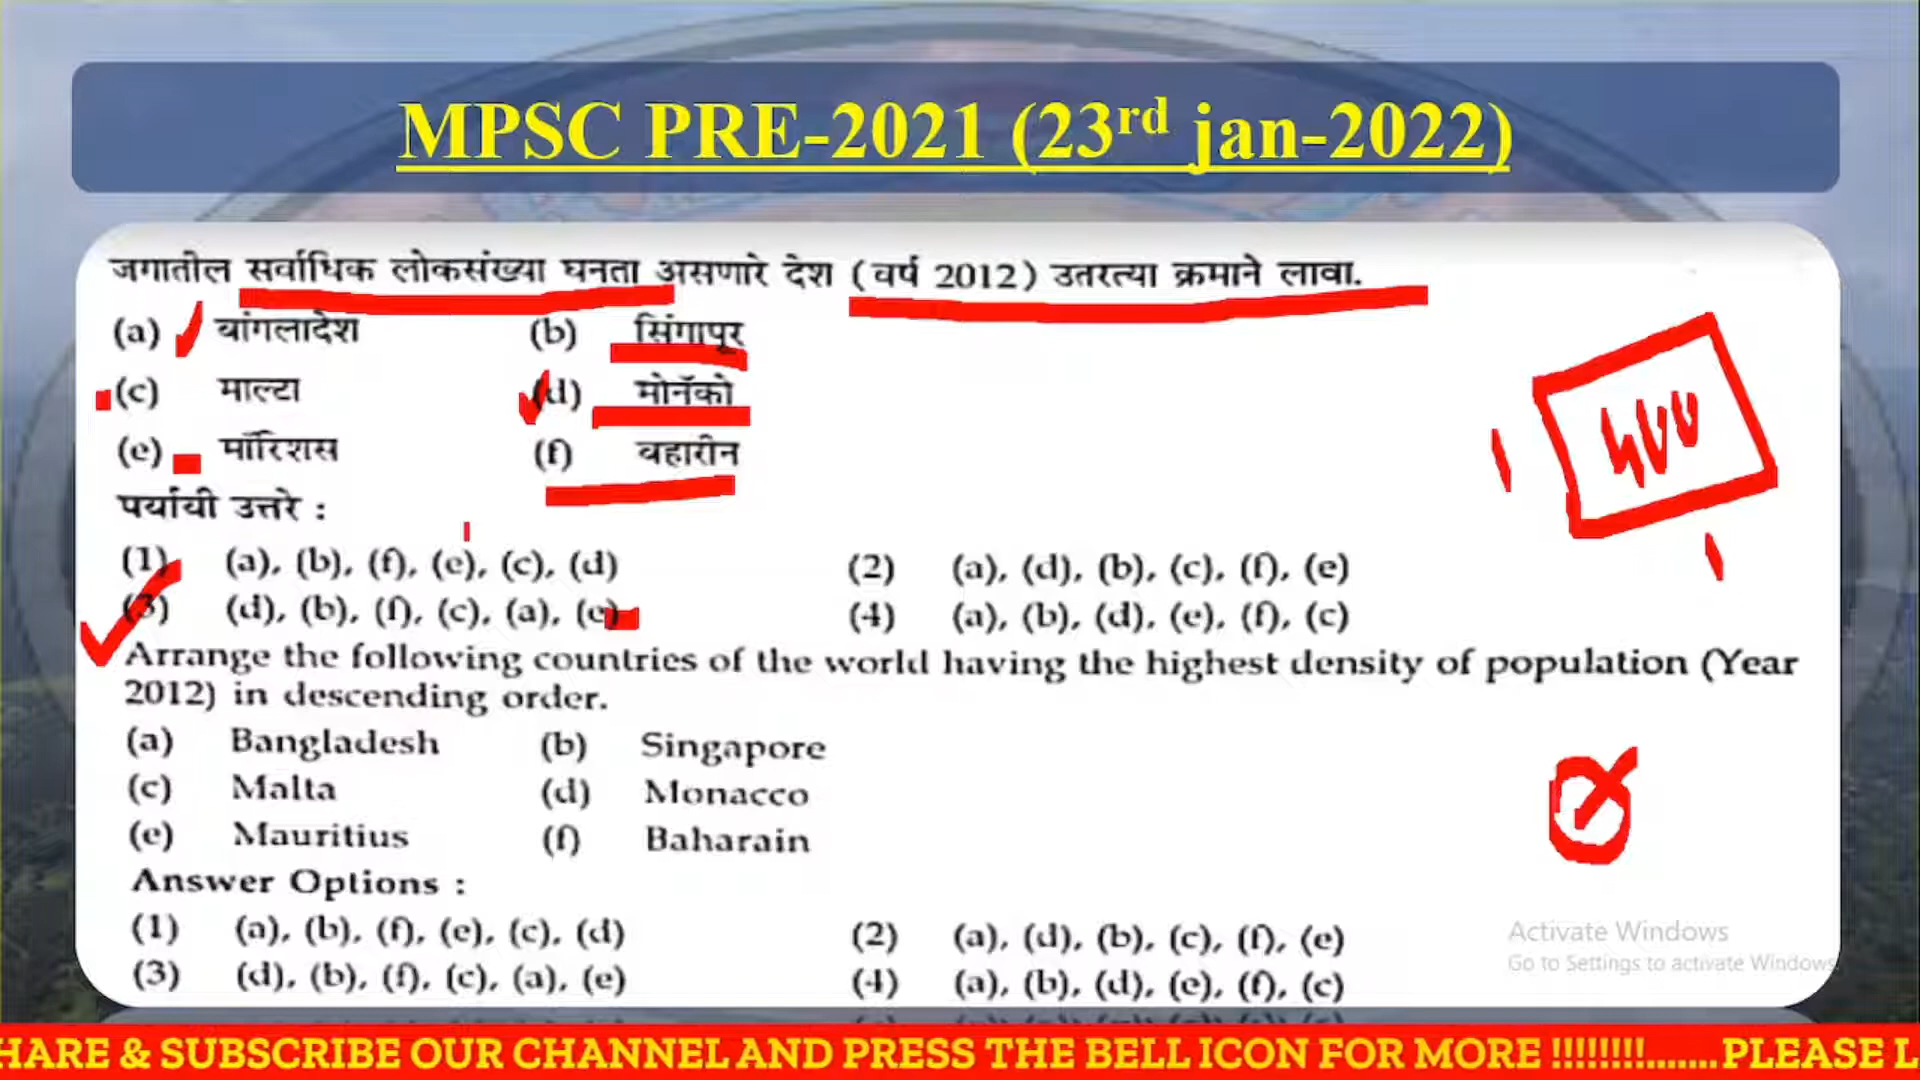 MPSC PRE-2021 (23rd jan-2022)
जगातील सर्वाधिक लोकसंख्या घनता असणारे देश (वर्ष 2012) उतरत्या क्रमाने लावा.
(a) बांगलादेश (b) सिंगापूर
(c) माल्टा (d) मोनॅको
(e) मॉरिशस (f) बहारीन
पर्यायी उत्तरे :
(1) (a), (b), (f), (e), (c), (d) (2) (a), (d), (b), (c), (f), (e)
(3) (d), (b), (f), (c), (a), (e) (4) (a), (b), (d), (e), (f), (c)
Arrange the following countries of the world having the highest density of population (Year
2012) in descending order.
(a) Bangladesh (b) Singapore
(c) Malta (d) Monacco
(e) Mauritius (f) Baharain
Answer Options :
(1) (a), (b), (f), (e), (c), (d) (2) (a), (d), (b), (c), (f), (e)
(3) (d), (b), (f), (c), (a), (e) (4) (a), (b), (d), (e), (f), (c)
Activate Windows
Go to Settings to activate Windows
HARE & SUBSCRIBE OUR CHANNEL AND PRESS THE BELL ICON FOR MORE !!!!!!!!........PLEASE L